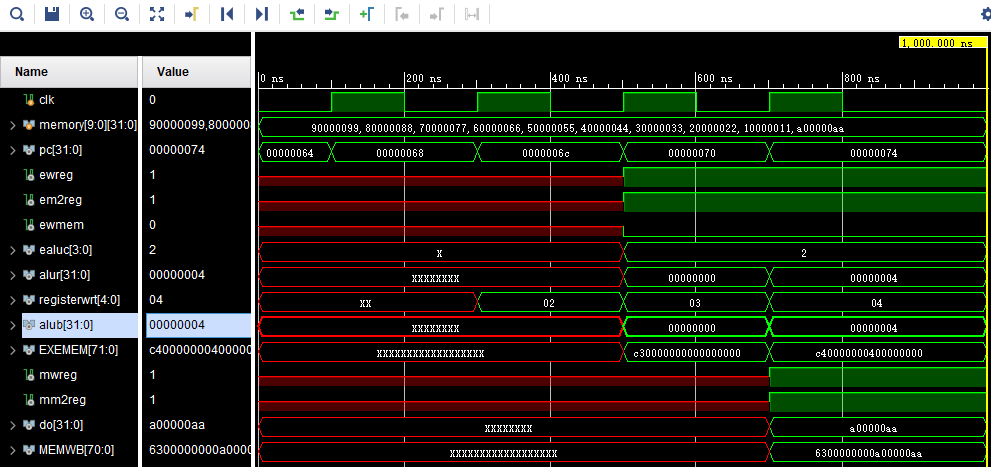 1,000.000 ns
Name Value
0 ns 200 ns 400 ns 600 ns 800 ns
clk 0
memory[9:0][31:0] 90000099,800000 90000099, 80000088, 70000077, 60000066, 50000055, 40000044, 30000033, 20000022, 10000011, a00000aa
pc[31:0] 00000074 00000064 00000068 0000006c 00000070 00000074
ewreg 1
em2reg 1
ewmem 0
ealuc[3:0] 2 X 2
alur[31:0] 00000004 XXXXXXXX 00000000 00000004
registerwrt[4:0] 04 XX 02 03 04
alub[31:0] 00000004 XXXXXXXX 00000000 00000004
EXEMEM[71:0] c40000000400000 XXXXXXXXXXXXXXXXXX c30000000000000000 c40000000400000000
mwreg 1
mm2reg 1
do[31:0] a00000aa XXXXXXXX a00000aa
MEMWB[70:0] 6300000000a0000 XXXXXXXXXXXXXXXXXX 6300000000a00000aa